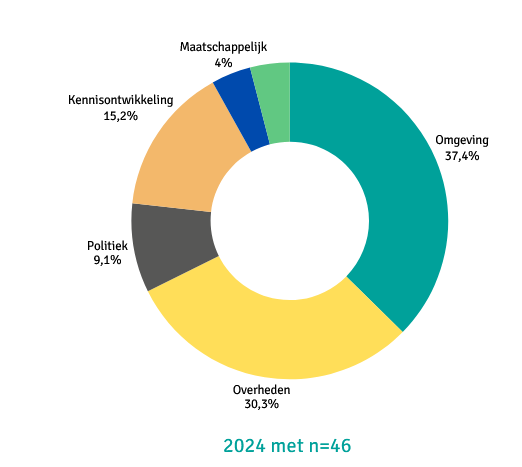 Maatschappelijk
4%
Kennisontwikkeling
15,2%
Omgeving
37,4%
Politiek
9,1%
Overheden
30,3%
2024 met n=46